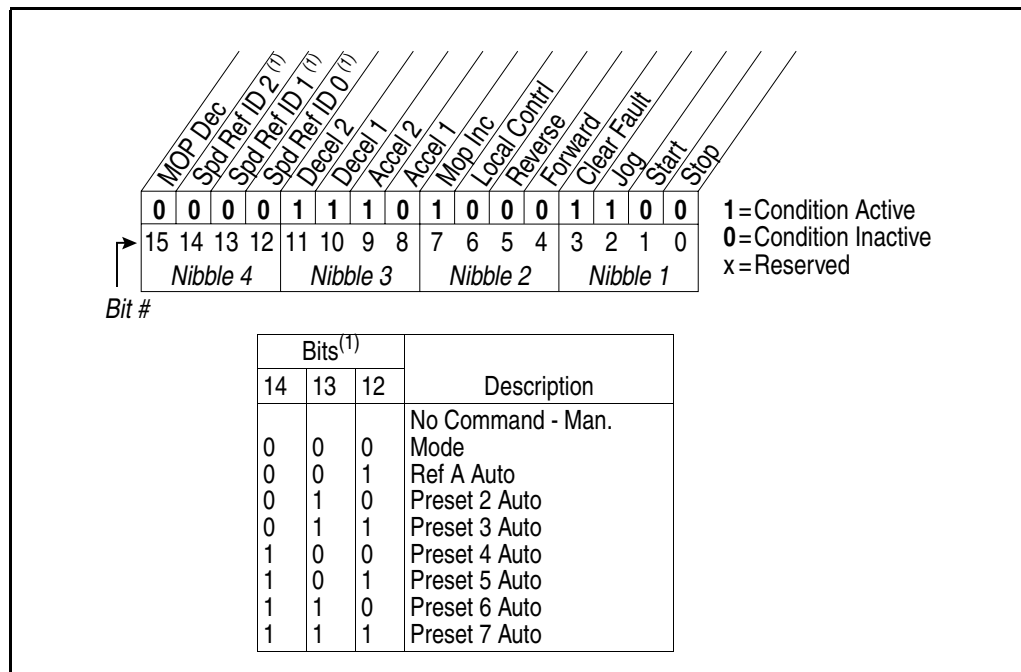 MOP Dec
Spd Ref ID 2 (1)
Spd Ref ID 1 (1)
Spd Ref ID 0 (1)
Decel 2
Decel 1
Accel 2
Accel 1
Mop Inc
Local Contrl
Reverse
Forward
Clear Fault
Jog
Start
Stop
0 0 0 0 1 1 1 0 1 0 0 0 1 1 0 0
15 14 13 12 11 10 9 8 7 6 5 4 3 2 1 0
Nibble 4 Nibble 3 Nibble 2 Nibble 1
Bit #
1=Condition Active
0=Condition Inactive
x=Reserved
Bits(1)
14 13 12 Description
No Command - Man.
0 0 0 Mode
0 0 1 Ref A Auto
0 1 0 Preset 2 Auto
0 1 1 Preset 3 Auto
1 0 0 Preset 4 Auto
1 0 1 Preset 5 Auto
1 1 0 Preset 6 Auto
1 1 1 Preset 7 Auto